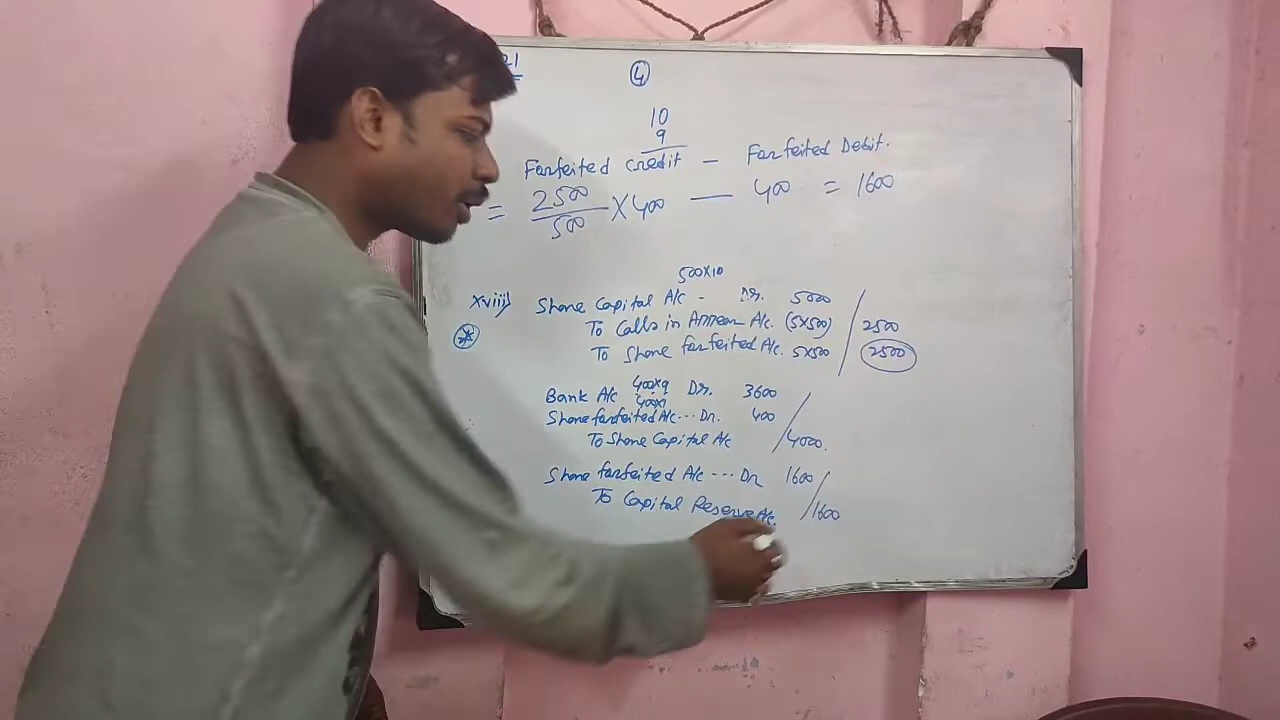 21
4
10
9
Forfeited Credit — Forfeited Debit.
= 2500/500 X 400 — 400 = 1600
500X10
xviii) Share Capital A/c - Dr. 5000
To Calls in Arrear A/c. (5X500) 2500
To Share forfeited A/c. 5X500 2500
Bank A/c 400X9 Dr. 3600
400X1
Share forfeited A/c... Dr. 400
To Share Capital A/c 4000.
Share forfeited A/c ... Dr 1600
To Capital Reserve A/c. 1600